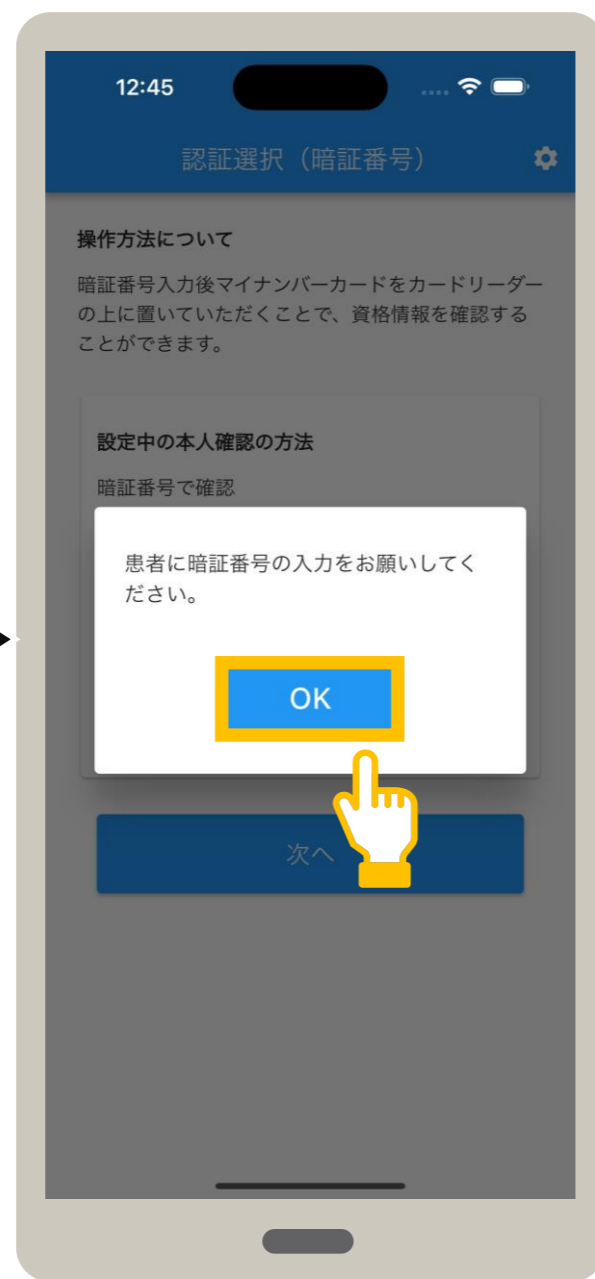 12:45
認証選択（暗証番号）
操作方法について
暗証番号入力後マイナンバーカードをカードリーダー
の上に置いていただくことで、資格情報を確認する
ことができます。
設定中の本人確認の方法
暗証番号で確認
患者に暗証番号の入力をお願いしてく
ださい。
OK
次へ